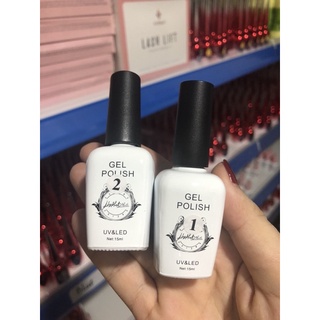 LASH LIFT
GEL
POLISH
2
UV&LED
Net 15ml
GEL
POLISH
1
UV&LED
Net 15ml